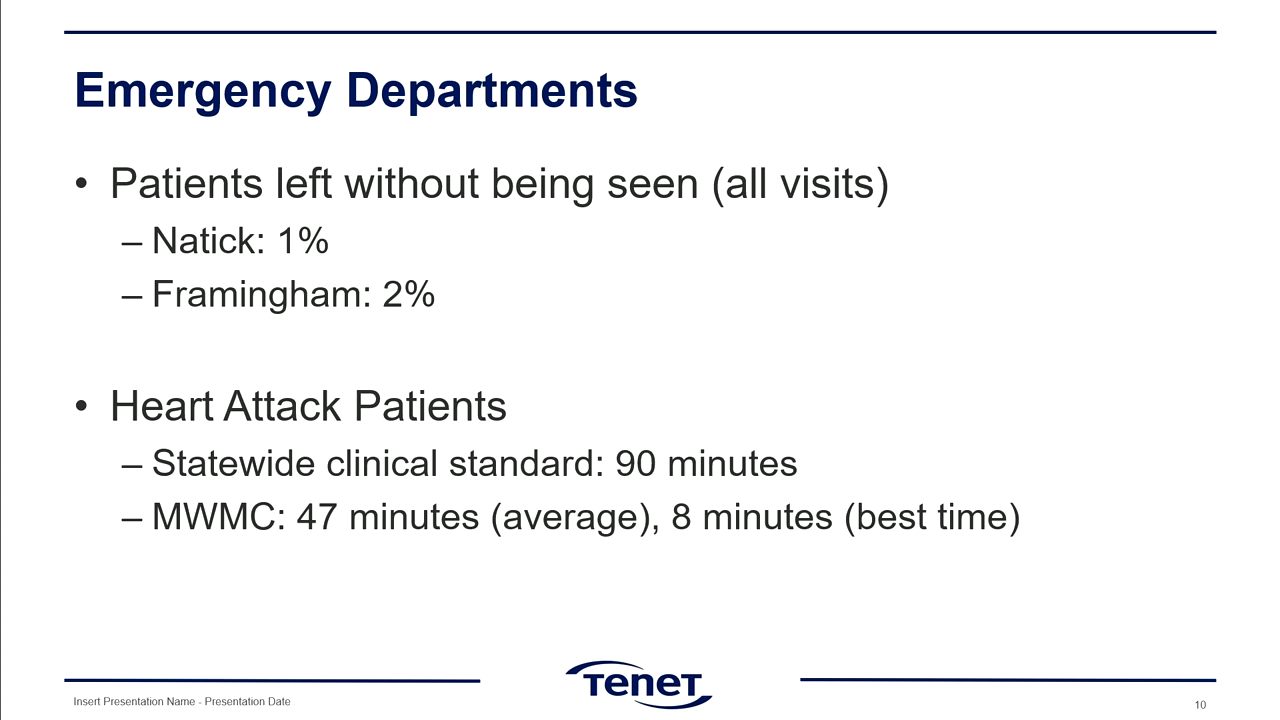 Emergency Departments
• Patients left without being seen (all visits)
– Natick: 1%
– Framingham: 2%
• Heart Attack Patients
– Statewide clinical standard: 90 minutes
– MWMC: 47 minutes (average), 8 minutes (best time)
Tenet
Insert Presentation Name - Presentation Date
10